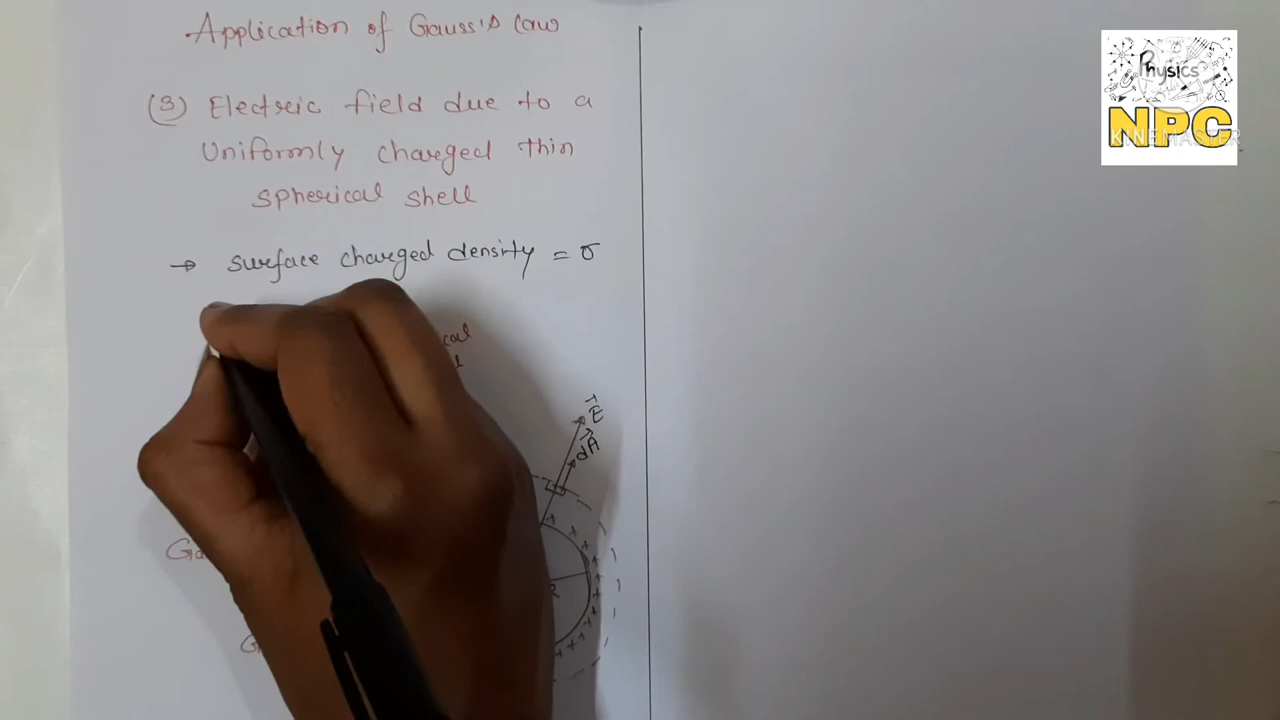 Application of Gauss's law
(3) Electric field due to a
Uniformly charged thin
spherical shell
→ surface charged density = σ
E
dA
R
Physics
NPC
KINEMASTER